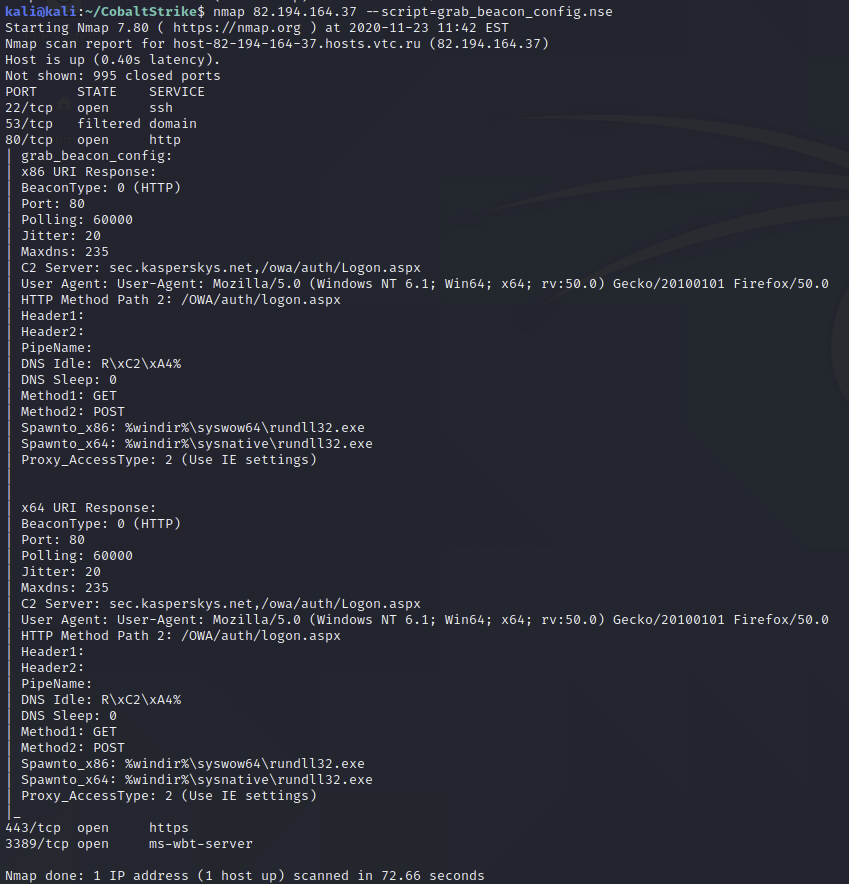 kali@kali:~/CobaltStrike$ nmap 82.194.164.37 --script=grab_beacon_config.nse
Starting Nmap 7.80 ( https://nmap.org ) at 2020-11-23 11:42 EST
Nmap scan report for host-82-194-164-37.hosts.vtc.ru (82.194.164.37)
Host is up (0.40s latency).
Not shown: 995 closed ports
PORT     STATE    SERVICE
22/tcp   open     ssh
53/tcp   filtered domain
80/tcp   open     http
| grab_beacon_config:
| x86 URI Response:
| BeaconType: 0 (HTTP)
| Port: 80
| Polling: 60000
| Jitter: 20
| Maxdns: 235
| C2 Server: sec.kasperskys.net,/owa/auth/Logon.aspx
| User Agent: User-Agent: Mozilla/5.0 (Windows NT 6.1; Win64; x64; rv:50.0) Gecko/20100101 Firefox/50.0
| HTTP Method Path 2: /OWA/auth/logon.aspx
| Header1:
| Header2:
| PipeName:
| DNS Idle: R\xC2\xA4%
| DNS Sleep: 0
| Method1: GET
| Method2: POST
| Spawnto_x86: %windir%\syswow64\rundll32.exe
| Spawnto_x64: %windir%\sysnative\rundll32.exe
| Proxy_AccessType: 2 (Use IE settings)
|
|
| x64 URI Response:
| BeaconType: 0 (HTTP)
| Port: 80
| Polling: 60000
| Jitter: 20
| Maxdns: 235
| C2 Server: sec.kasperskys.net,/owa/auth/Logon.aspx
| User Agent: User-Agent: Mozilla/5.0 (Windows NT 6.1; Win64; x64; rv:50.0) Gecko/20100101 Firefox/50.0
| HTTP Method Path 2: /OWA/auth/logon.aspx
| Header1:
| Header2:
| PipeName:
| DNS Idle: R\xC2\xA4%
| DNS Sleep: 0
| Method1: GET
| Method2: POST
| Spawnto_x86: %windir%\syswow64\rundll32.exe
| Spawnto_x64: %windir%\sysnative\rundll32.exe
| Proxy_AccessType: 2 (Use IE settings)
|_
443/tcp  open     https
3389/tcp open     ms-wbt-server
Nmap done: 1 IP address (1 host up) scanned in 72.66 seconds